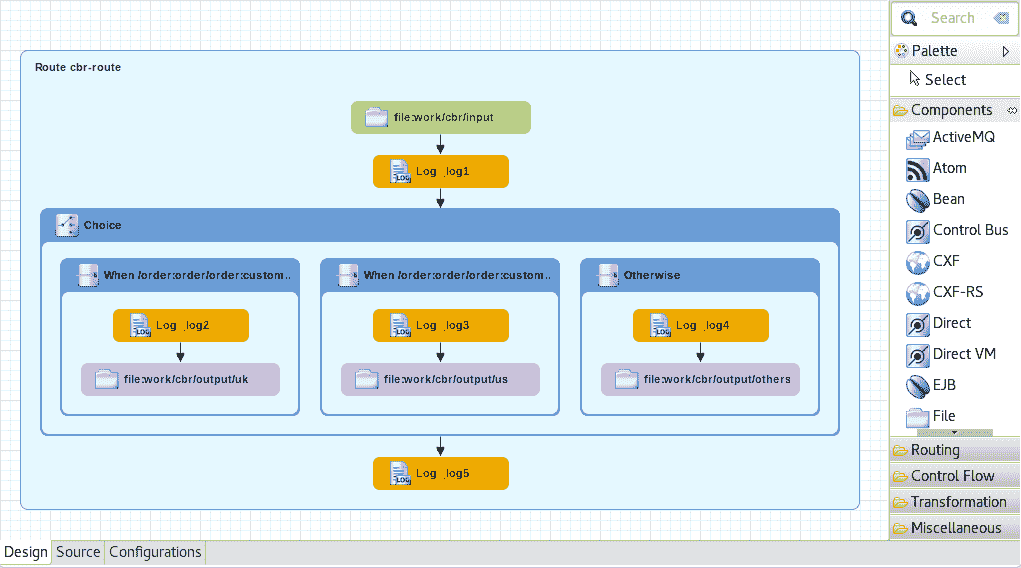 Route cbr-route
file:work/cbr/input
Log _log1
Choice
When /order:order/order:custom..
When /order:order/order:custom..
Otherwise
Log _log2
Log _log3
Log _log4
file:work/cbr/output/uk
file:work/cbr/output/us
file:work/cbr/output/others
Log _log5
Search
Palette
Select
Components
ActiveMQ
Atom
Bean
Control Bus
CXF
CXF-RS
Direct
Direct VM
EJB
File
Routing
Control Flow
Transformation
Miscellaneous
Design Source Configurations